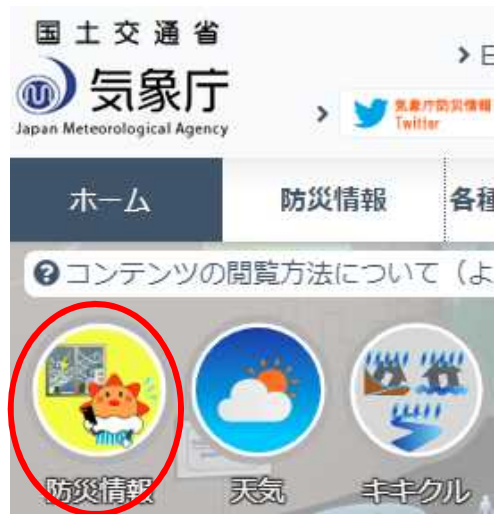 国土交通省
気象庁
Japan Meteorological Agency
気象庁防災情報
Twitter
ホーム
防災情報
各種
コンテンツの閲覧方法について（よ
防災情報
天気
キキクル